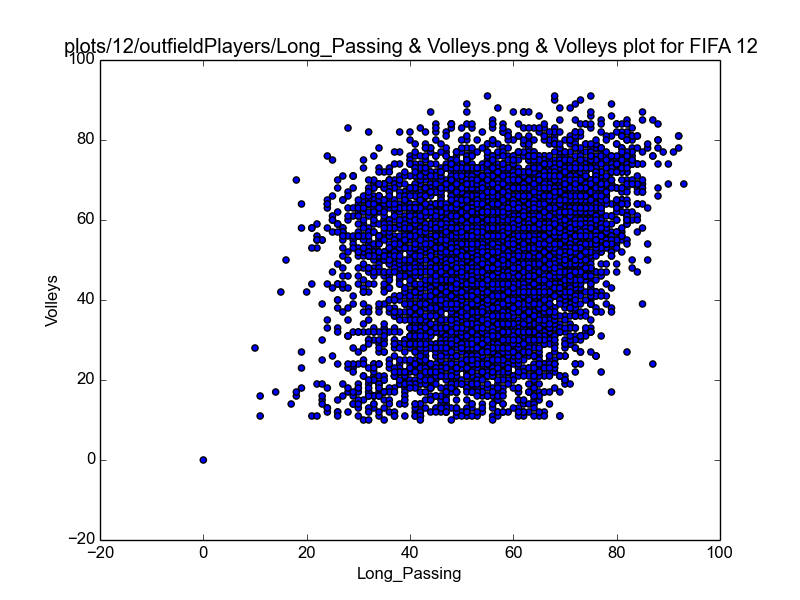 plots/12/outfieldPlayers/Long_Passing & Volleys.png & Volleys plot for FIFA 12
100
80
60
40
20
0
−20
Volleys
−20 0 20 40 60 80 100
Long_Passing